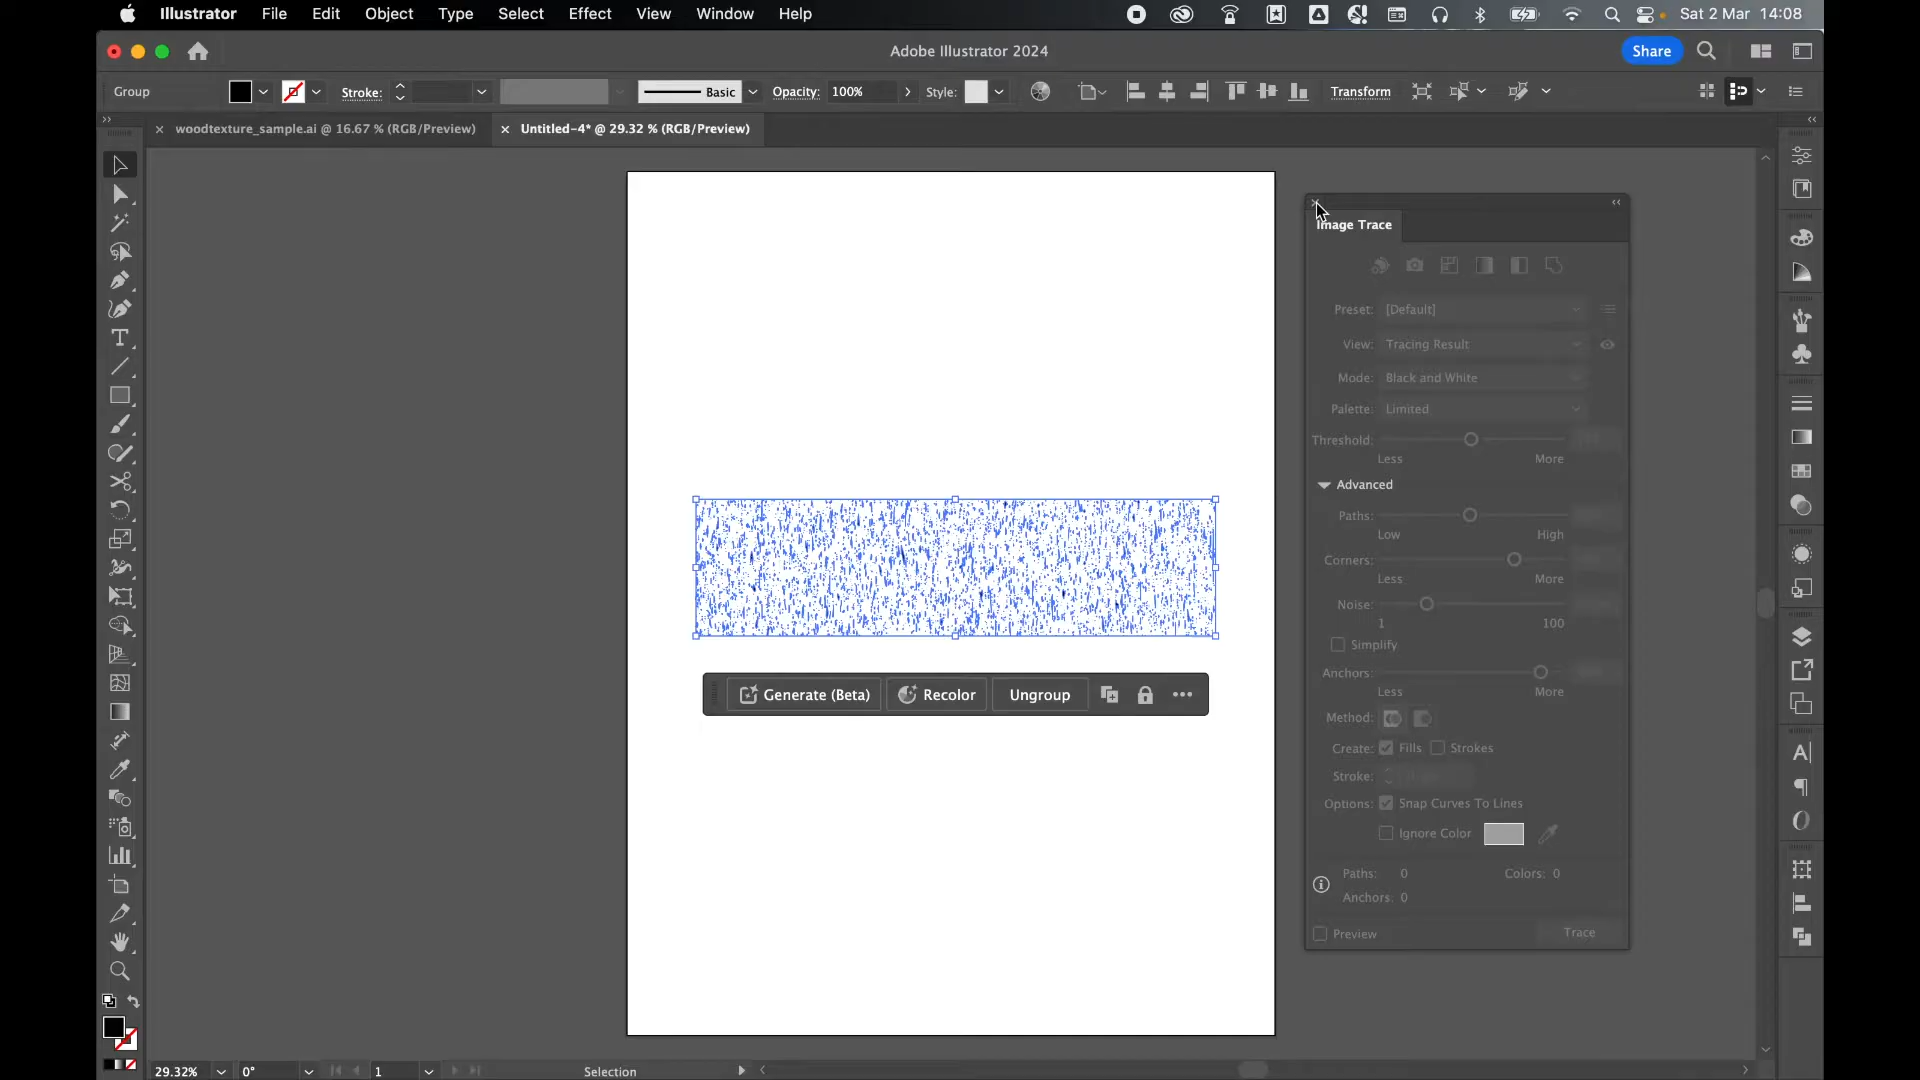 Illustrator File Edit Object Type Select Effect View Window Help Sat 2 Mar 14:08
Adobe Illustrator 2024 Share
Group Stroke: Basic Opacity: 100% Style: Transform
woodtexture_sample.ai @ 16.67 % (RGB/Preview) Untitled-4* @ 29.32 % (RGB/Preview)
Image Trace
Preset: [Default]
View: Tracing Result
Mode: Black and White
Palette: Limited
Threshold:
Less More
Advanced
Paths:
Low High
Corners:
Less More
Noise:
1 100
Simplify
Anchors:
Less More
Method:
Create: Fills Strokes
Stroke:
Options: Snap Curves To Lines
Ignore Color
Paths: 0 Colors: 0
Anchors: 0
Preview Trace
Generate (Beta) Recolor Ungroup
29.32% 0° 1 Selection